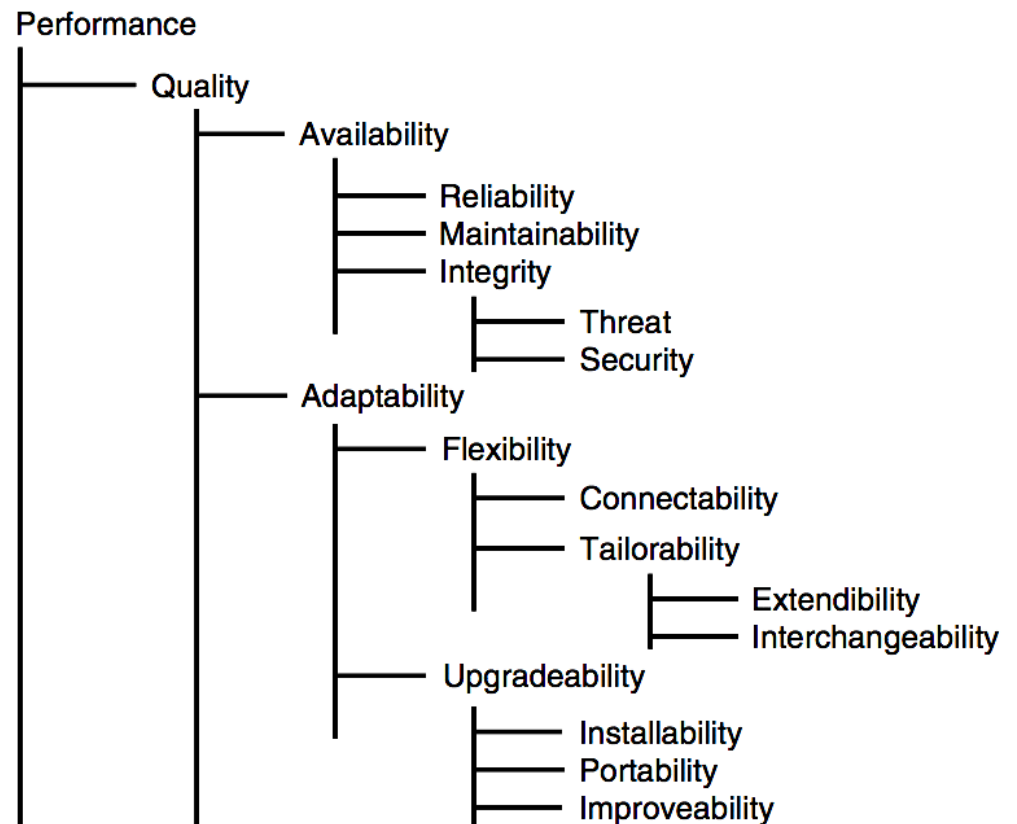 Performance
Quality
Availability
Reliability
Maintainability
Integrity
Threat
Security
Adaptability
Flexibility
Connectability
Tailorability
Extendibility
Interchangeability
Upgradeability
Installability
Portability
Improveability